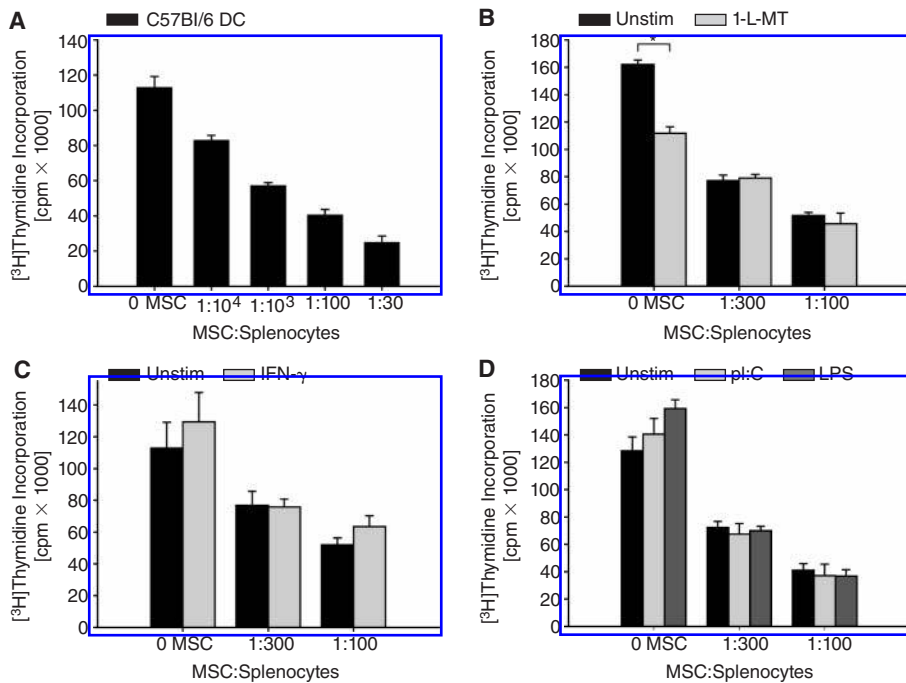 A
C57Bl/6 DC
[³H]Thymidine Incorporation
[cpm × 1000]
140
120
100
80
60
40
20
0
0 MSC 1:10⁴ 1:10³ 1:100 1:30
MSC:Splenocytes
B
Unstim 1-L-MT
[³H]Thymidine Incorporation
[cpm × 1000]
180
160
140
120
100
80
60
40
20
0
*
0 MSC 1:300 1:100
MSC:Splenocytes
C
Unstim IFN-γ
[³H]Thymidine Incorporation
[cpm × 1000]
140
120
100
80
60
40
20
0
0 MSC 1:300 1:100
MSC:Splenocytes
D
Unstim pI:C LPS
[³H]Thymidine Incorporation
[cpm × 1000]
180
160
140
120
100
80
60
40
20
0
0 MSC 1:300 1:100
MSC:Splenocytes